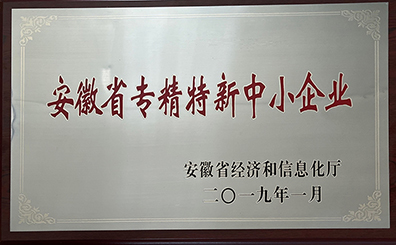 安徽省专精特新中小企业
安徽省经济和信息化厅
二〇一九年一月